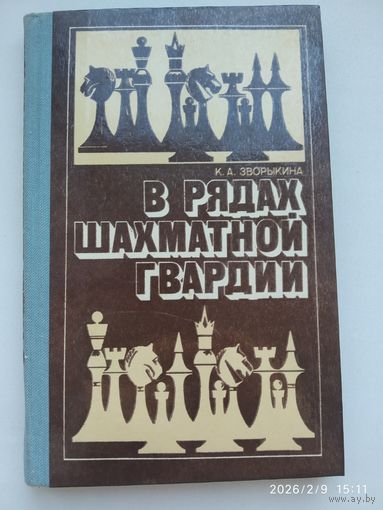 К. А. ЗВОРЫКИНА
В РЯДАХ
ШАХМАТНОЙ
ГВАРДИИ
2026/2/9 15:11
www.ay.by